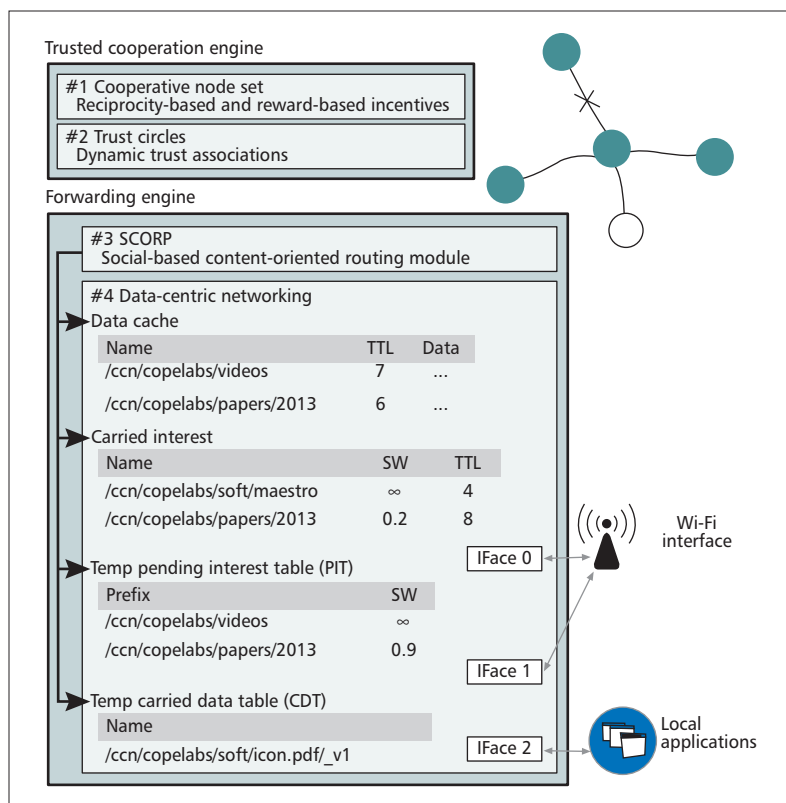 Trusted cooperation engine
#1 Cooperative node set
Reciprocity-based and reward-based incentives
#2 Trust circles
Dynamic trust associations
Forwarding engine
#3 SCORP
Social-based content-oriented routing module
#4 Data-centric networking
Data cache
Name TTL Data
/ccn/copelabs/videos 7 ...
/ccn/copelabs/papers/2013 6 ...
Carried interest
Name SW TTL
/ccn/copelabs/soft/maestro ∞ 4
/ccn/copelabs/papers/2013 0.2 8
IFace 0
Wi-Fi
interface
Temp pending interest table (PIT)
Prefix SW
/cnn/copelabs/videos ∞
/ccn/copelabs/papers/2013 0.9
IFace 1
Temp carried data table (CDT)
Name
/ccn/copelabs/soft/icon.pdf/_v1
IFace 2
Local
applications